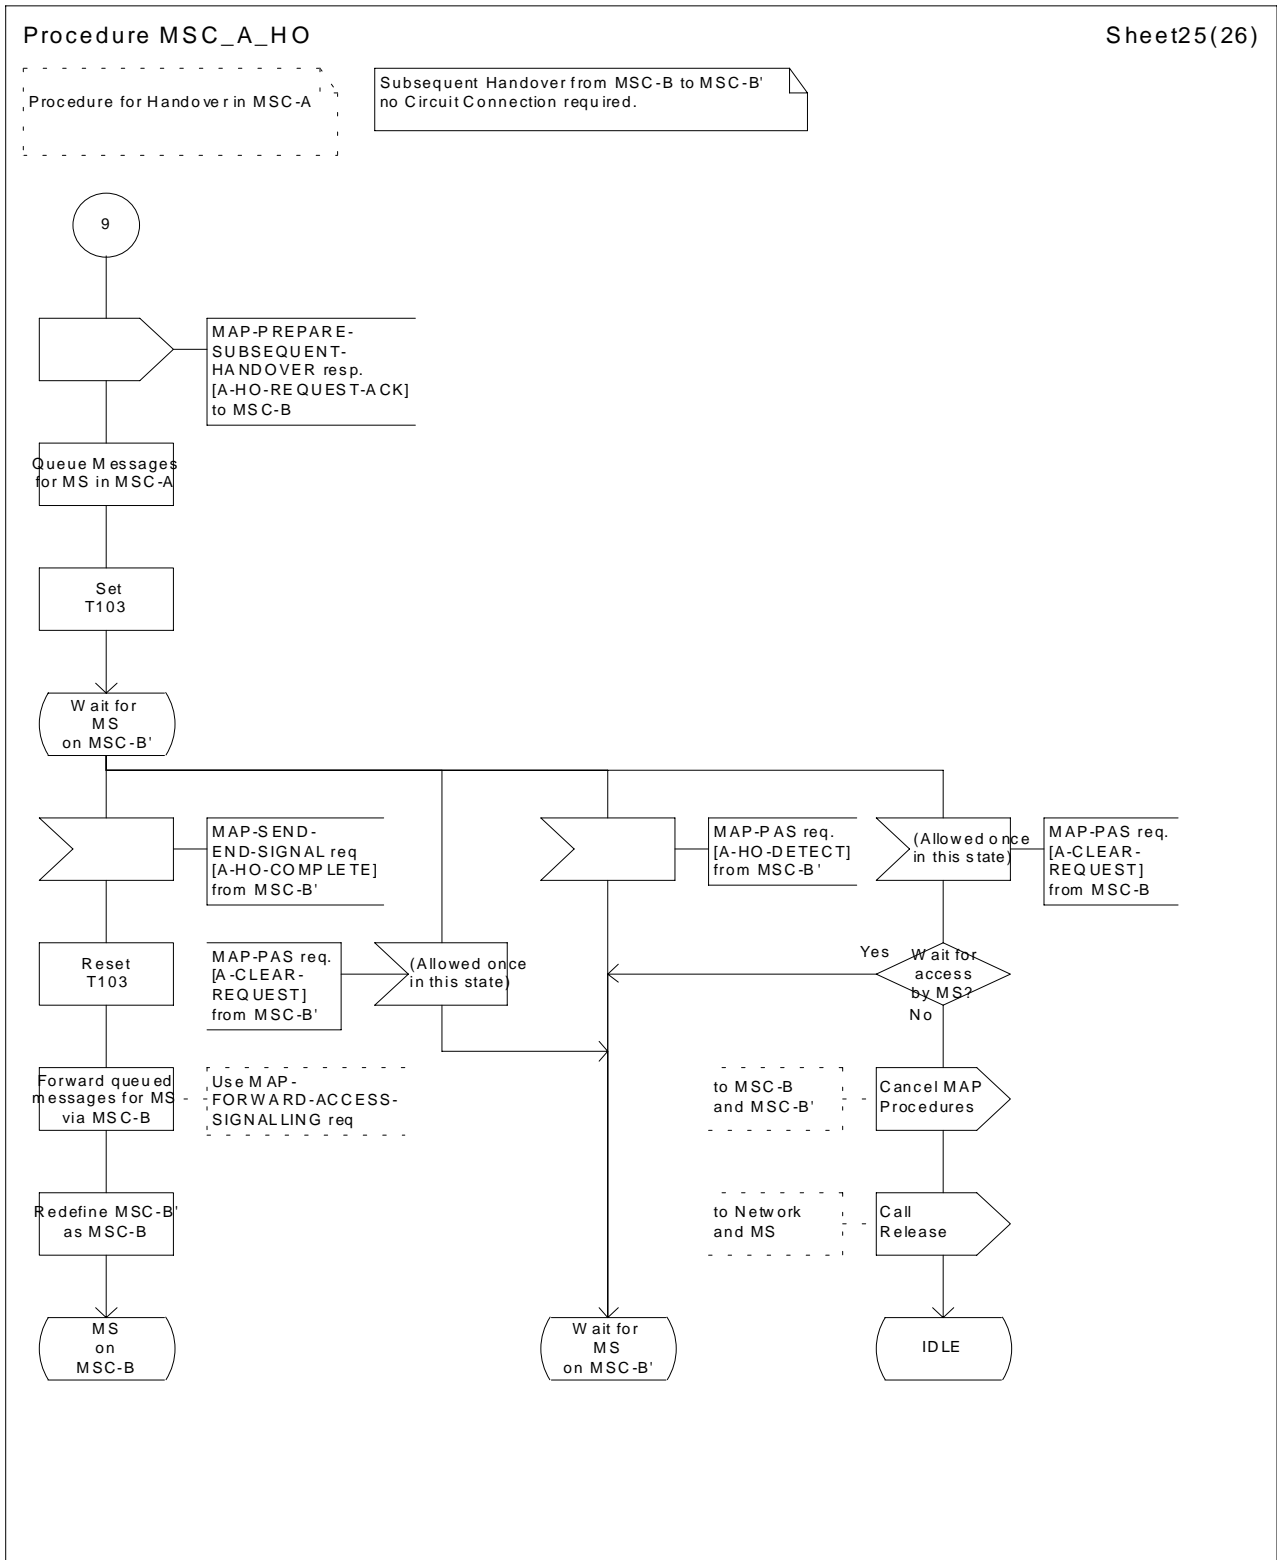 Procedure MSC_A_HO
Sheet25(26)
Procedure for Handover in MSC-A
Subsequent Handover from MSC-B to MSC-B'
no Circuit Connection required.
9
MAP-PREPARE-
SUBSEQUENT-
HANDOVER resp.
[A-HO-REQUEST-ACK]
to MSC-B
Queue Messages
for MS in MSC-A
Set
T103
Wait for
MS
on MSC-B'
MAP-SEND-
END-SIGNAL req
[A-HO-COMPLETE]
from MSC-B'
MAP-PAS req.
[A-HO-DETECT]
from MSC-B'
(Allowed once
in this state)
MAP-PAS req.
[A-CLEAR-
REQUEST]
from MSC-B
Reset
T103
MAP-PAS req.
[A-CLEAR-
REQUEST]
from MSC-B'
(Allowed once
in this state)
Yes
Wait for
access
by MS?
No
Forward queued
messages for MS
via MSC-B
Use MAP-
FORWARD-ACCESS-
SIGNALLING req
to MSC-B
and MSC-B'
Cancel MAP
Procedures
Redefine MSC-B'
as MSC-B
to Network
and MS
Call
Release
MS
on
MSC-B
Wait for
MS
on MSC-B'
IDLE